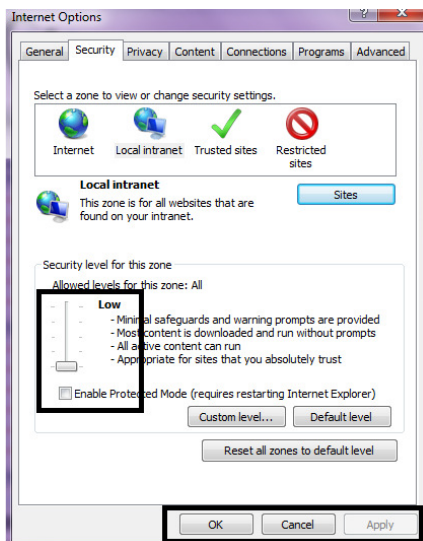 Internet Options
General Security Privacy Content Connections Programs Advanced
Select a zone to view or change security settings.
Internet Local intranet Trusted sites Restricted
sites
Local intranet
This zone is for all websites that are
found on your intranet.
Sites
Security level for this zone
Allowed levels for this zone: All
Low
- Minimal safeguards and warning prompts are provided
- Most content is downloaded and run without prompts
- All active content can run
- Appropriate for sites that you absolutely trust
Enable Protected Mode (requires restarting Internet Explorer)
Custom level... Default level
Reset all zones to default level
OK Cancel Apply